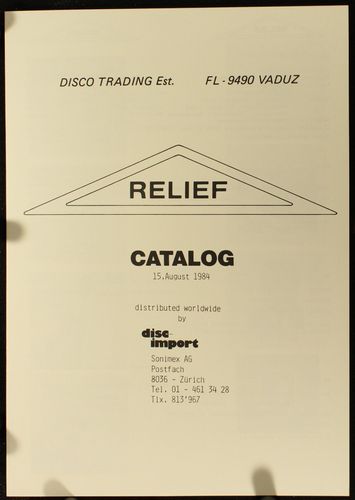 DISCO TRADING Est. FL - 9490 VADUZ
RELIEF
CATALOG
15.August 1984
distributed worldwide
by
disc-
import
Sonimex AG
Postfach
8036 - Zürich
Tel. 01 - 461 34 28
Tlx. 813'967